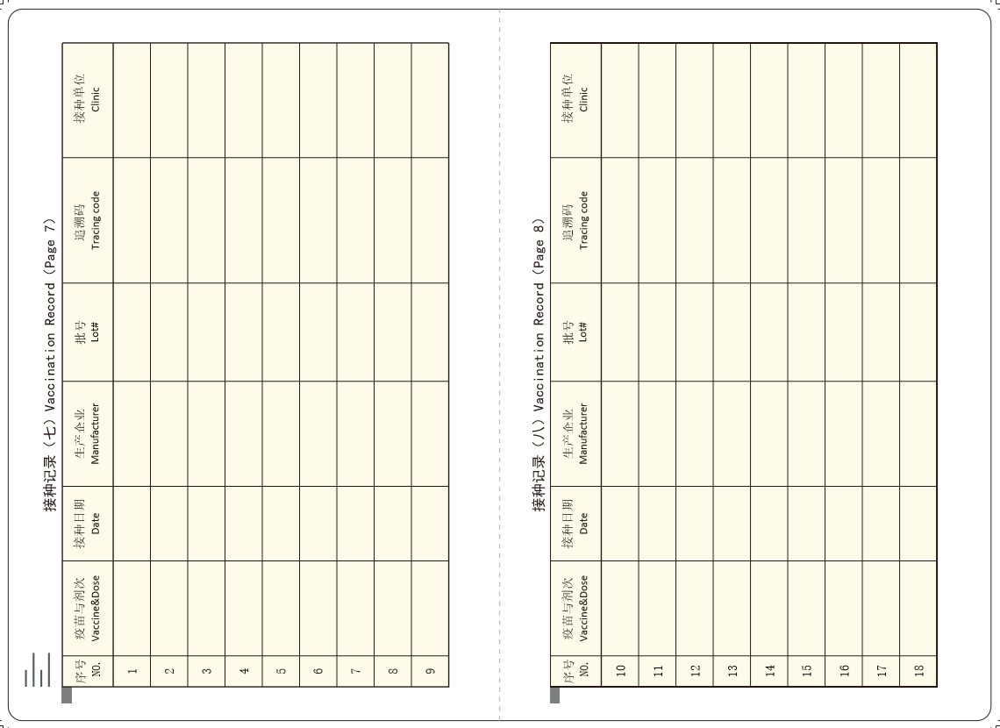 接种记录（七）Vaccination Record（Page 7）
序号
NO.
疫苗与剂次
Vaccine&Dose
接种日期
Date
生产企业
Manufacturer
批号
Lot#
追溯码
Tracing code
接种单位
Clinic
1
2
3
4
5
6
7
8
9
接种记录（八）Vaccination Record（Page 8）
序号
NO.
疫苗与剂次
Vaccine&Dose
接种日期
Date
生产企业
Manufacturer
批号
Lot#
追溯码
Tracing code
接种单位
Clinic
10
11
12
13
14
15
16
17
18